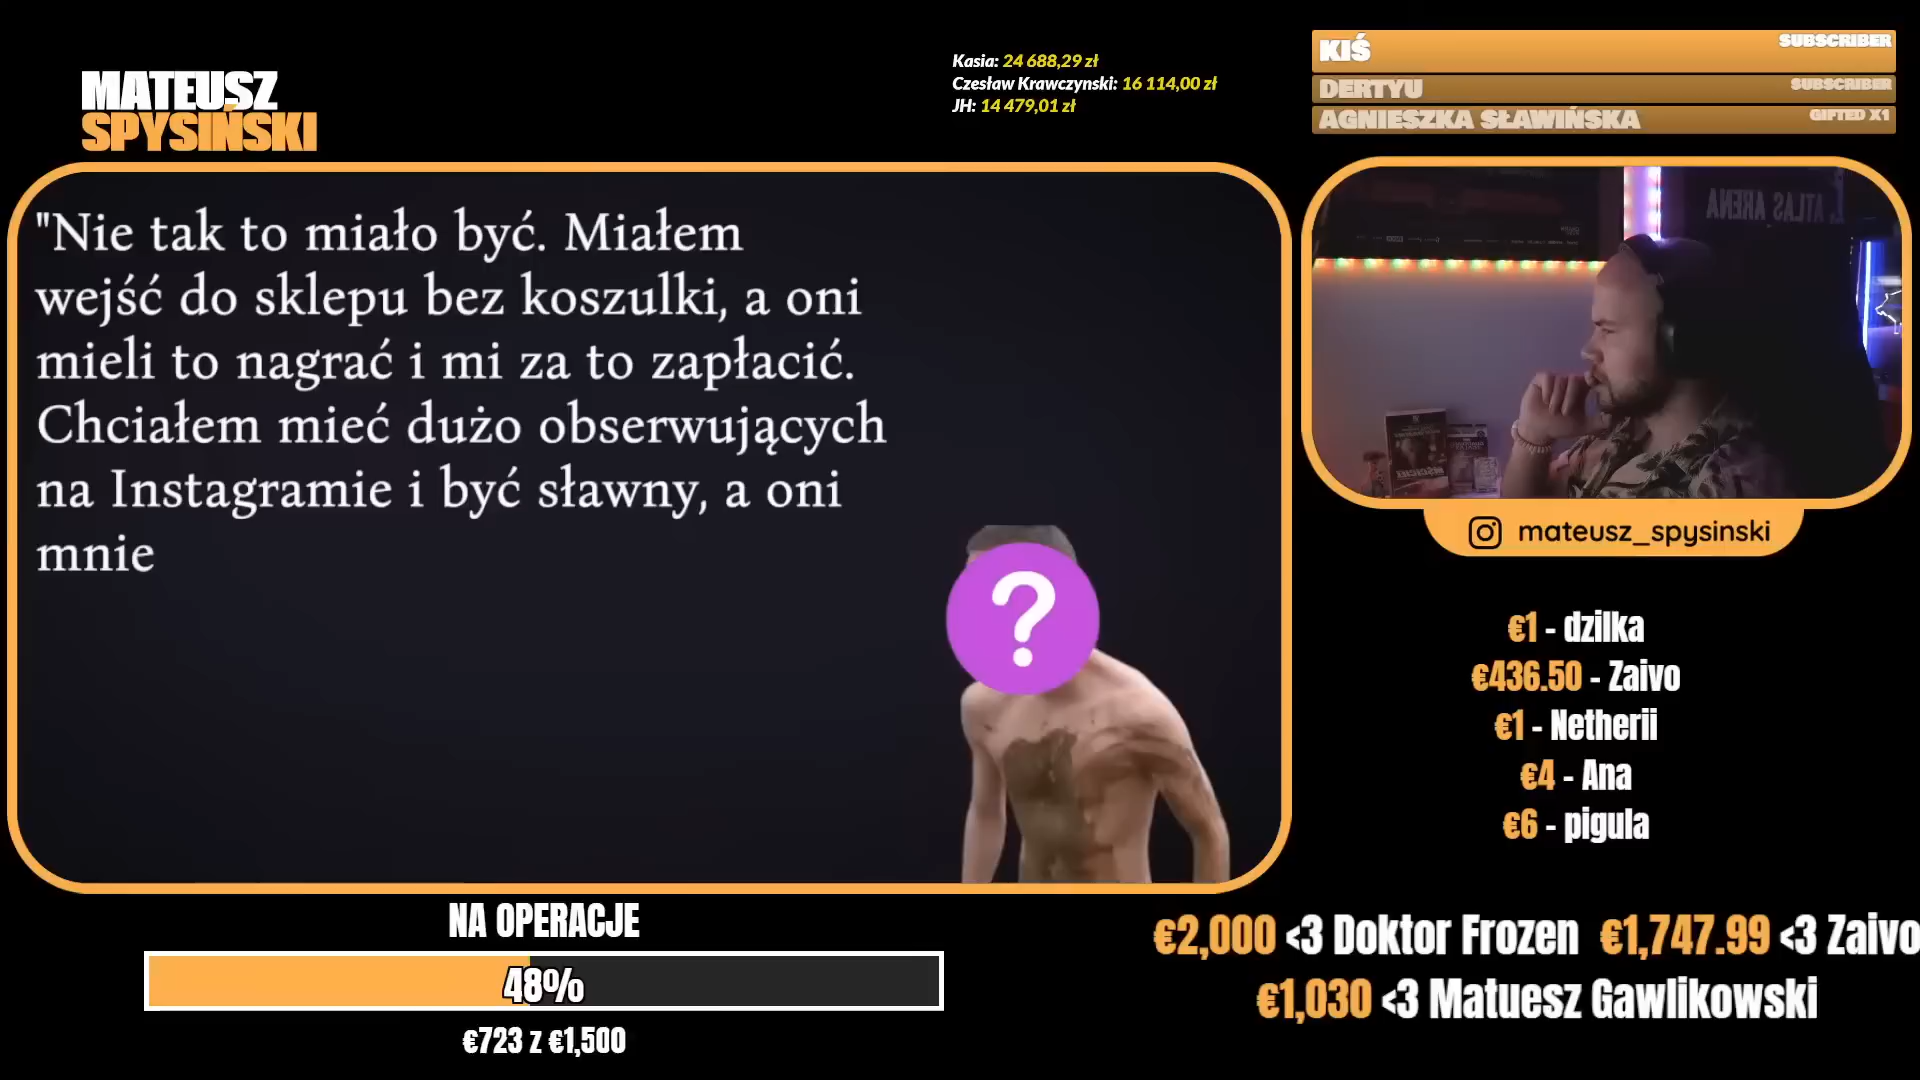 MATEUSZ
SPYSIŃSKI
Kasia: 24 688,29 zł
Czesław Krawczynski: 16 114,00 zł
JH: 14 479,01 zł
KIŚ SUBSCRIBER
DERTYU SUBSCRIBER
AGNIESZKA SŁAWIŃSKA GIFTED X1
"Nie tak to miało być. Miałem
wejść do sklepu bez koszulki, a oni
mieli to nagrać i mi za to zapłacić.
Chciałem mieć dużo obserwujących
na Instagramie i być sławny, a oni
mnie
?
ATLAS ARENA
mateusz_spysinski
€1 - dzilka
€436.50 - Zaivo
€1 - Netherii
€4 - Ana
€6 - pigula
NA OPERACJE
48%
€723 z €1,500
€2,000 <3 Doktor Frozen €1,747.99 <3 Zaivo
€1,030 <3 Matuesz Gawlikowski